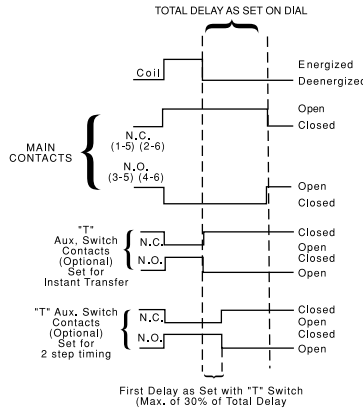 TOTAL DELAY AS SET ON DIAL
Coil
Energized
Deenergized
Open
Closed
N.C.
(1-5) (2-6)
MAIN
CONTACTS
N.O.
(3-5) (4-6)
Open
Closed
"T"
Aux, Switch
Contacts
(Optional)
Set for
Instant Transfer
N.C.
N.O.
Closed
Open
Closed
Open
"T" Aux. Switch
Contacts
(Optional)
Set for
2 step timing
N.C.
N.O.
Closed
Open
Closed
Open
First Delay as Set with "T" Switch
(Max. of 30% of Total Delay